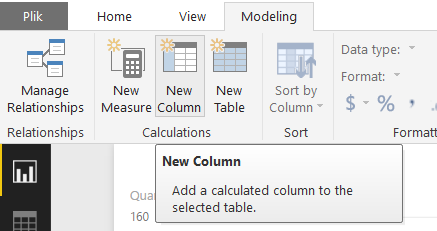 Plik Home View Modeling
Manage Relationships
New Measure
New Column
New Table
Sort by Column
Data type:
Format:
$ % ,
Relationships Calculations Sort Formatt
New Column
Add a calculated column to the
selected table.
Quan
160